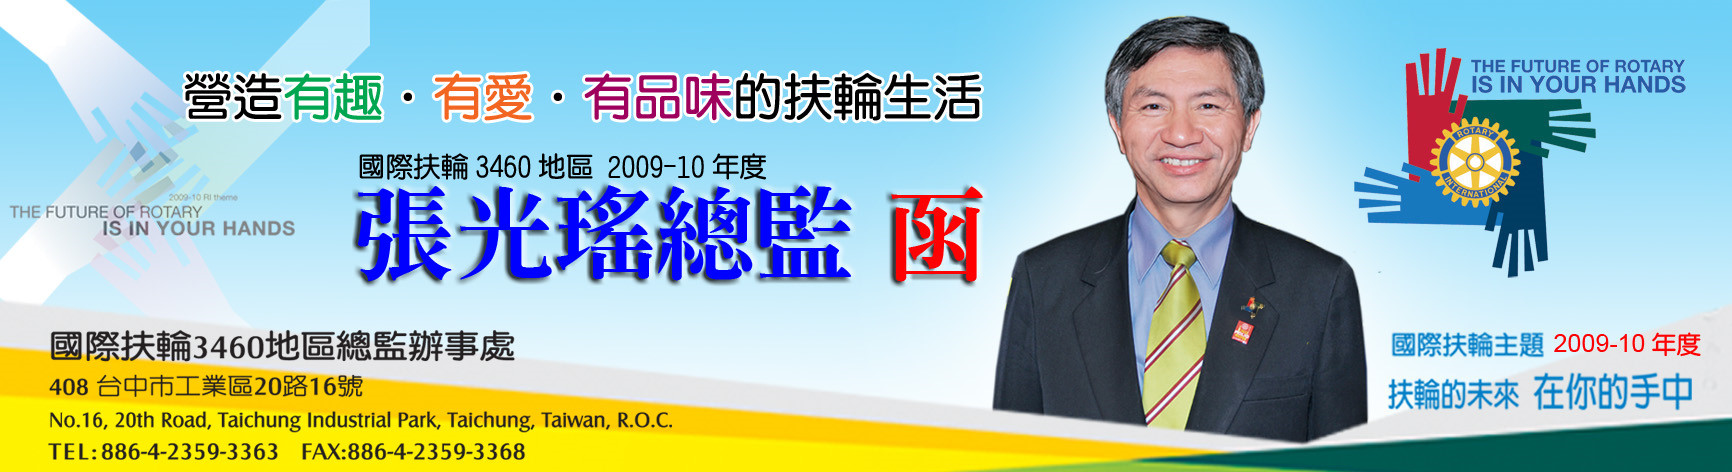 營造有趣·有愛·有品味的扶輪生活
國際扶輪 3460 地區 2009-10 年度
張光瑤總監 函
2009-10 RI theme
THE FUTURE OF ROTARY
IS IN YOUR HANDS
國際扶輪3460地區總監辦事處
408 台中市工業區20路16號
No.16, 20th Road, Taichung Industrial Park, Taichung, Taiwan, R.O.C.
TEL:886-4-2359-3363 FAX:886-4-2359-3368
THE FUTURE OF ROTARY
IS IN YOUR HANDS
ROTARY
INTERNATIONAL
國際扶輪主題 2009-10 年度
扶輪的未來 在你的手中